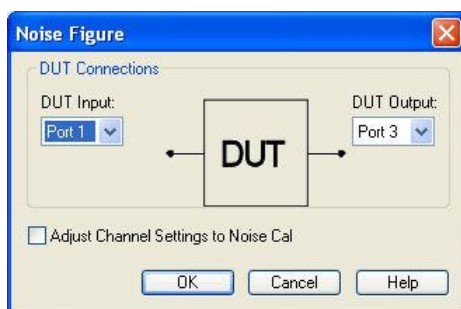 Noise Figure
DUT Connections
DUT Input:
DUT Output:
Port 1
Port 3
DUT
Adjust Channel Settings to Noise Cal
OK
Cancel
Help